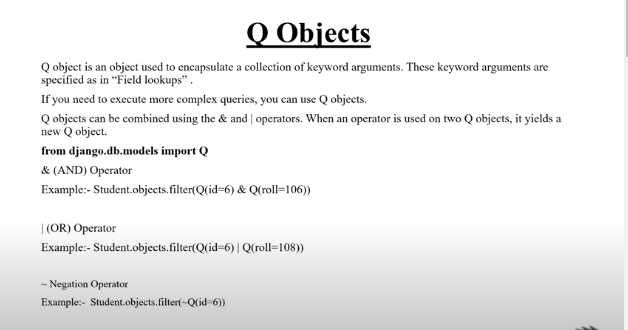 Q Objects
Q object is an object used to encapsulate a collection of keyword arguments. These keyword arguments are
specified as in “Field lookups” .
If you need to execute more complex queries, you can use Q objects.
Q objects can be combined using the & and | operators. When an operator is used on two Q objects, it yields a
new Q object.
from django.db.models import Q
& (AND) Operator
Example:- Student.objects.filter(Q(id=6) & Q(roll=106))
| (OR) Operator
Example:- Student.objects.filter(Q(id=6) | Q(roll=108))
~ Negation Operator
Example:- Student.objects.filter(~Q(id=6))